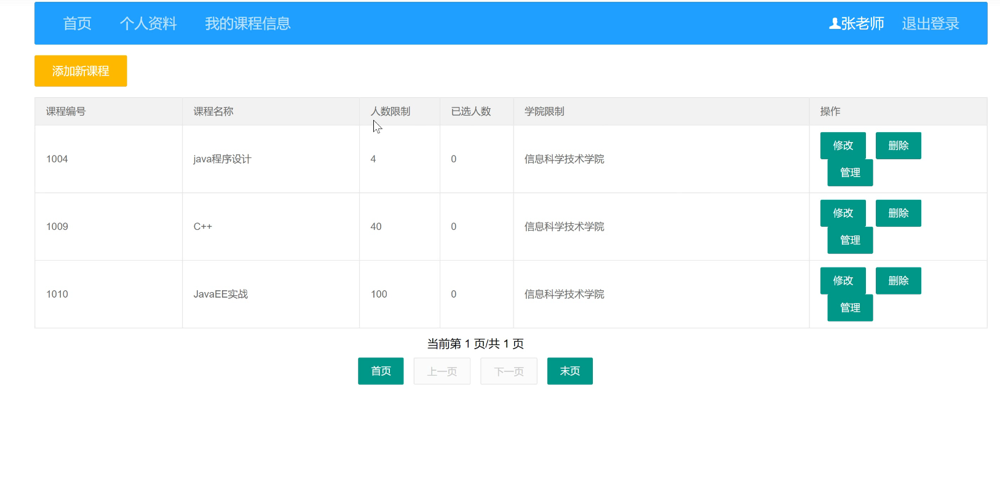 首页 个人资料 我的课程信息 张老师 退出登录
添加新课程
课程编号 课程名称 人数限制 已选人数 学院限制 操作
1004 java程序设计 4 0 信息科学技术学院 修改 删除
管理
1009 C++ 40 0 信息科学技术学院 修改 删除
管理
1010 JavaEE实战 100 0 信息科学技术学院 修改 删除
管理
当前第 1 页/共 1 页
首页 上一页 下一页 末页